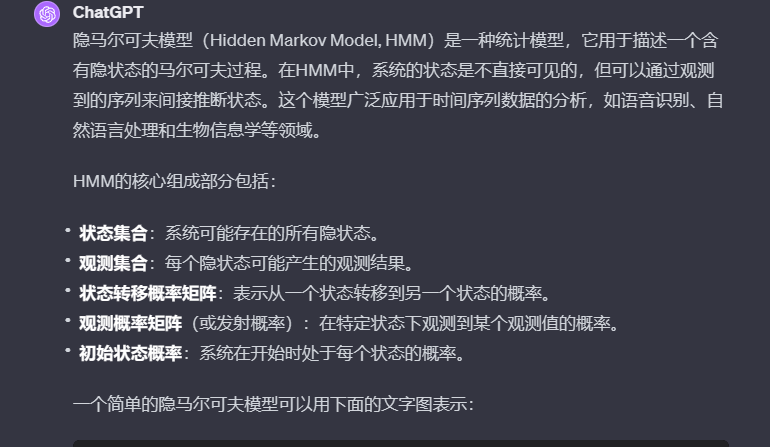 ChatGPT
隐马尔可夫模型（Hidden Markov Model, HMM）是一种统计模型，它用于描述一个含
有隐状态的马尔可夫过程。在HMM中，系统的状态是不直接可见的，但可以通过观测
到的序列来间接推断状态。这个模型广泛应用于时间序列数据的分析，如语音识别、自
然语言处理和生物信息学等领域。
HMM的核心组成部分包括：
• 状态集合：系统可能存在的所有隐状态。
• 观测集合：每个隐状态可能产生的观测结果。
• 状态转移概率矩阵：表示从一个状态转移到另一个状态的概率。
• 观测概率矩阵（或发射概率）：在特定状态下观测到某个观测值的概率。
• 初始状态概率：系统在开始时处于每个状态的概率。
一个简单的隐马尔可夫模型可以用下面的文字图表示：